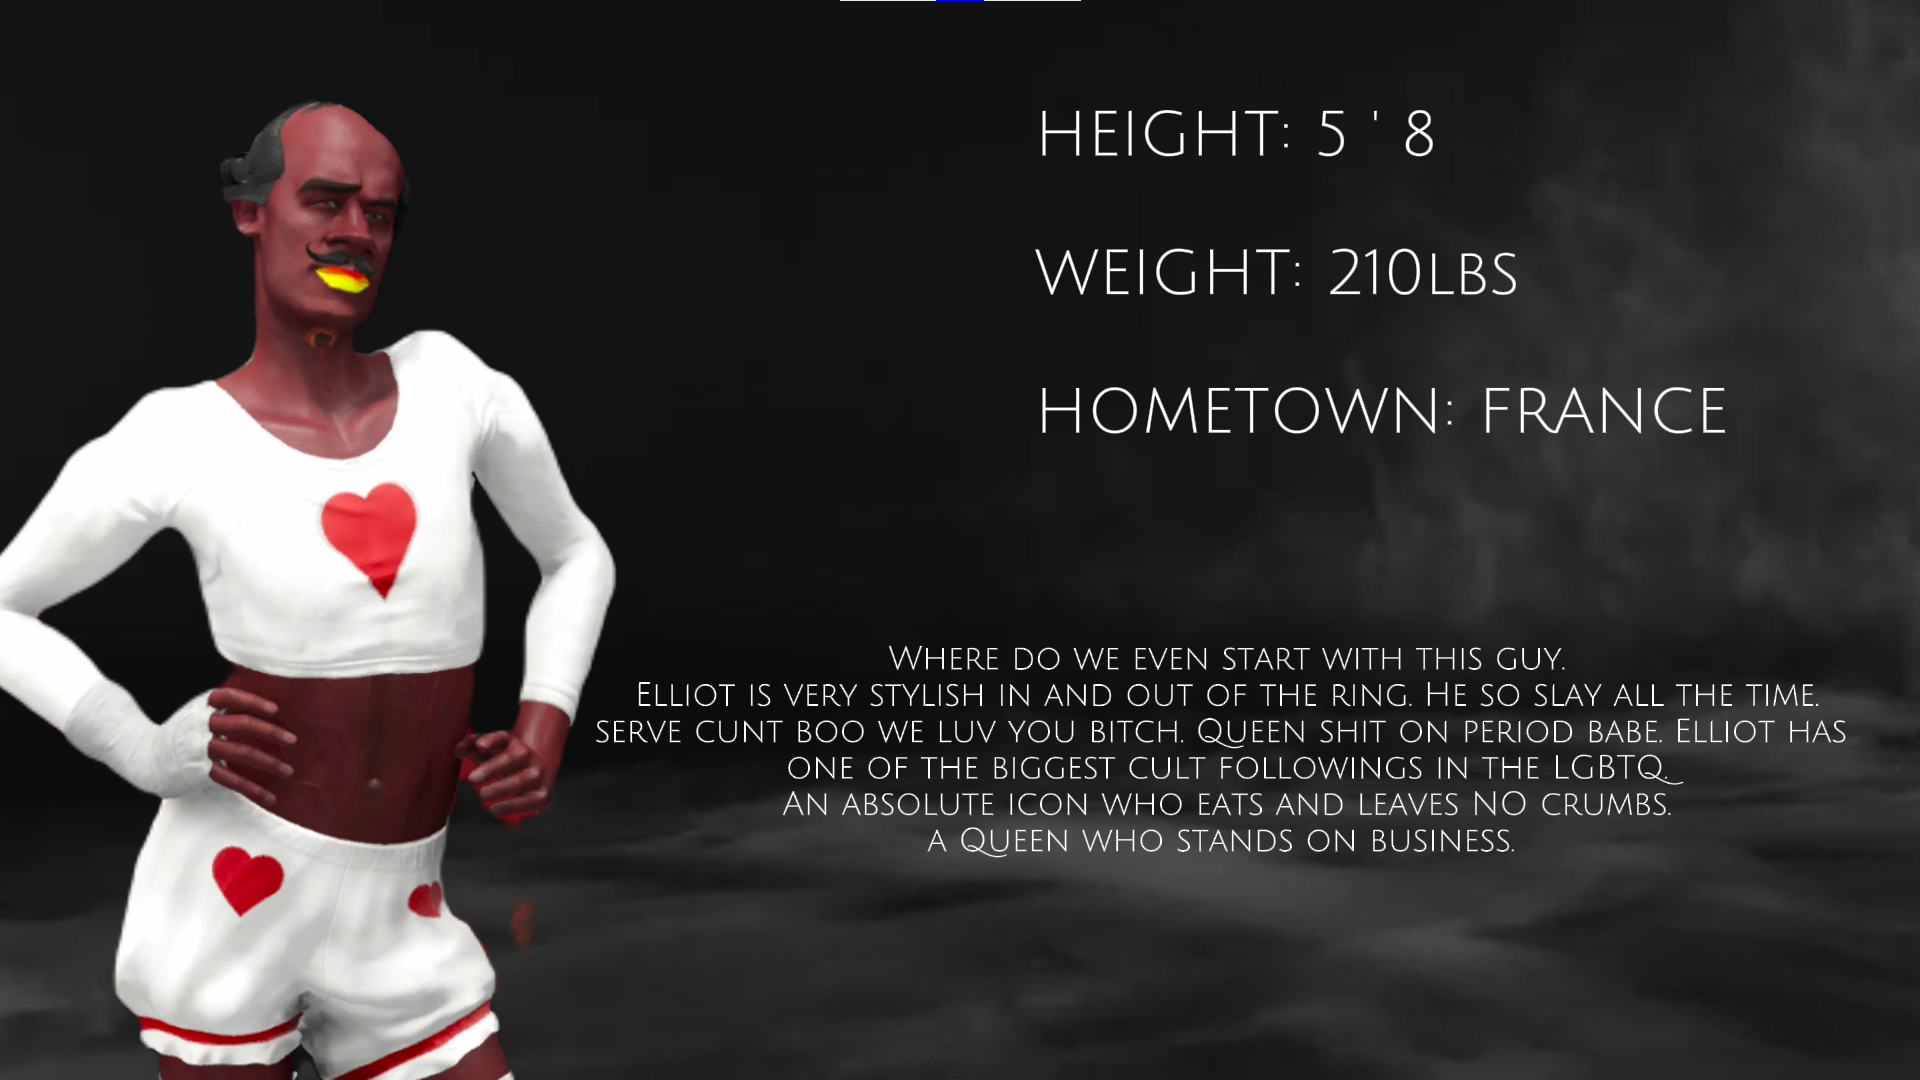 HEIGHT: 5 ' 8
WEIGHT: 210LBS
HOMETOWN: FRANCE
WHERE DO WE EVEN START WITH THIS GUY.
ELLIOT IS VERY STYLISH IN AND OUT OF THE RING. HE SO SLAY ALL THE TIME.
SERVE CUNT BOO WE LUV YOU BITCH. QUEEN SHIT ON PERIOD BABE. ELLIOT HAS
ONE OF THE BIGGEST CULT FOLLOWINGS IN THE LGBTQ.
AN ABSOLUTE ICON WHO EATS AND LEAVES NO CRUMBS.
A QUEEN WHO STANDS ON BUSINESS.